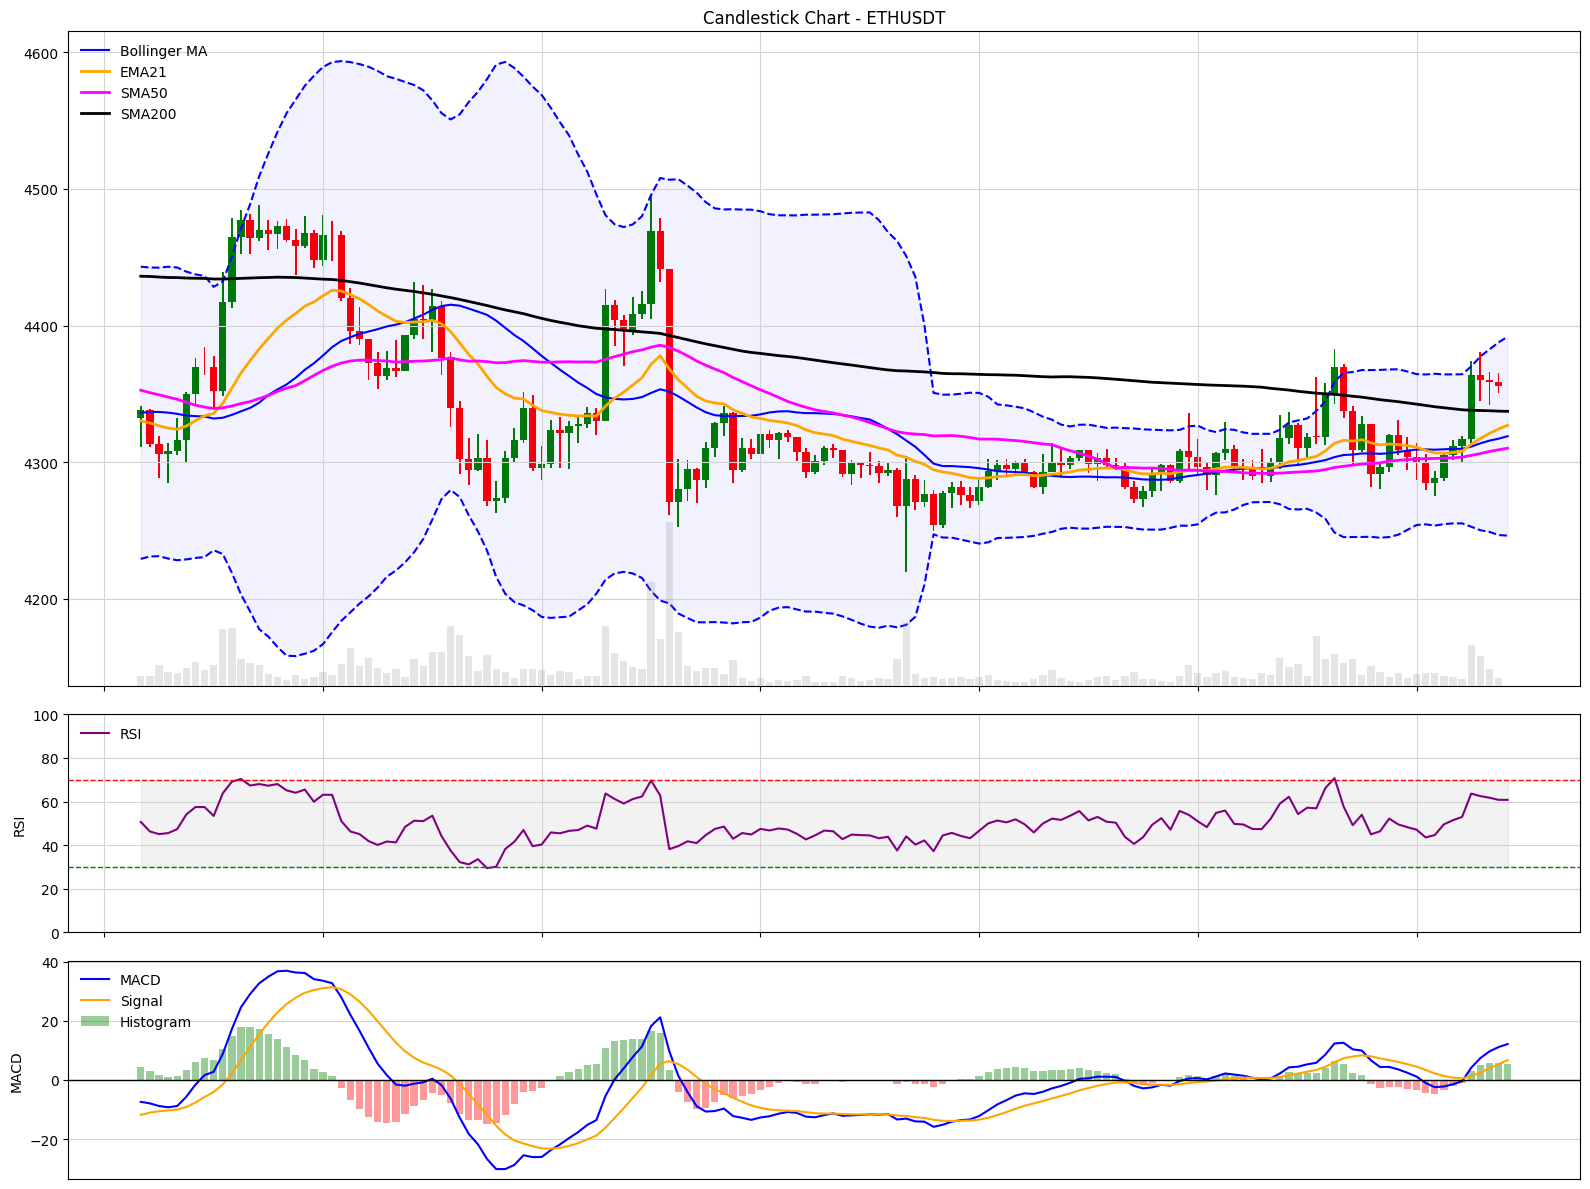 Candlestick Chart - ETHUSDT
Bollinger MA
EMA21
SMA50
SMA200
4600
4500
4400
4300
4200
RSI
RSI
100
80
60
40
20
0
MACD
Signal
Histogram
MACD
40
20
0
−20